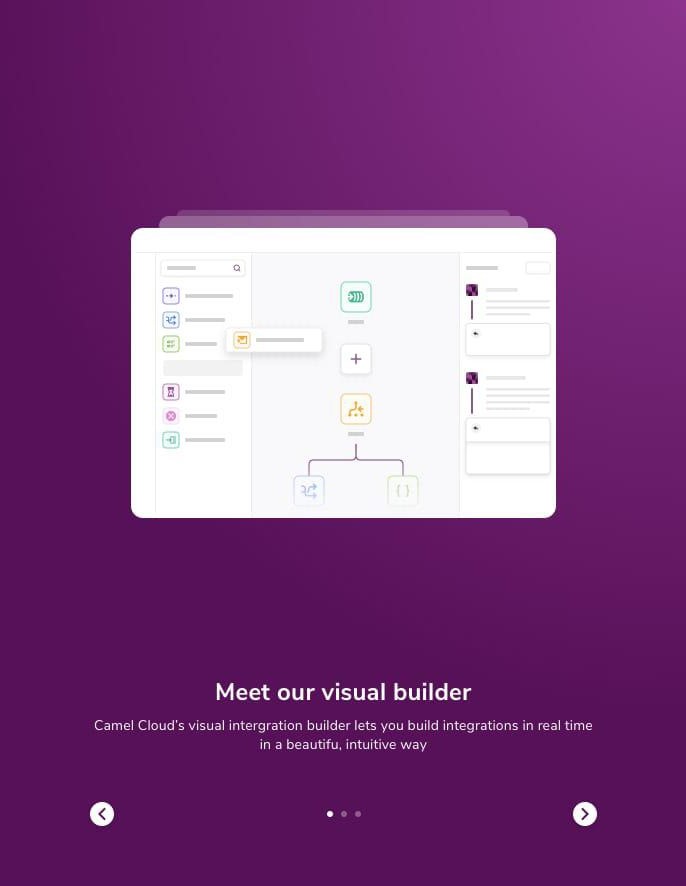 Meet our visual builder
Camel Cloud's visual intergration builder lets you build integrations in real time
in a beautifu, intuitive way